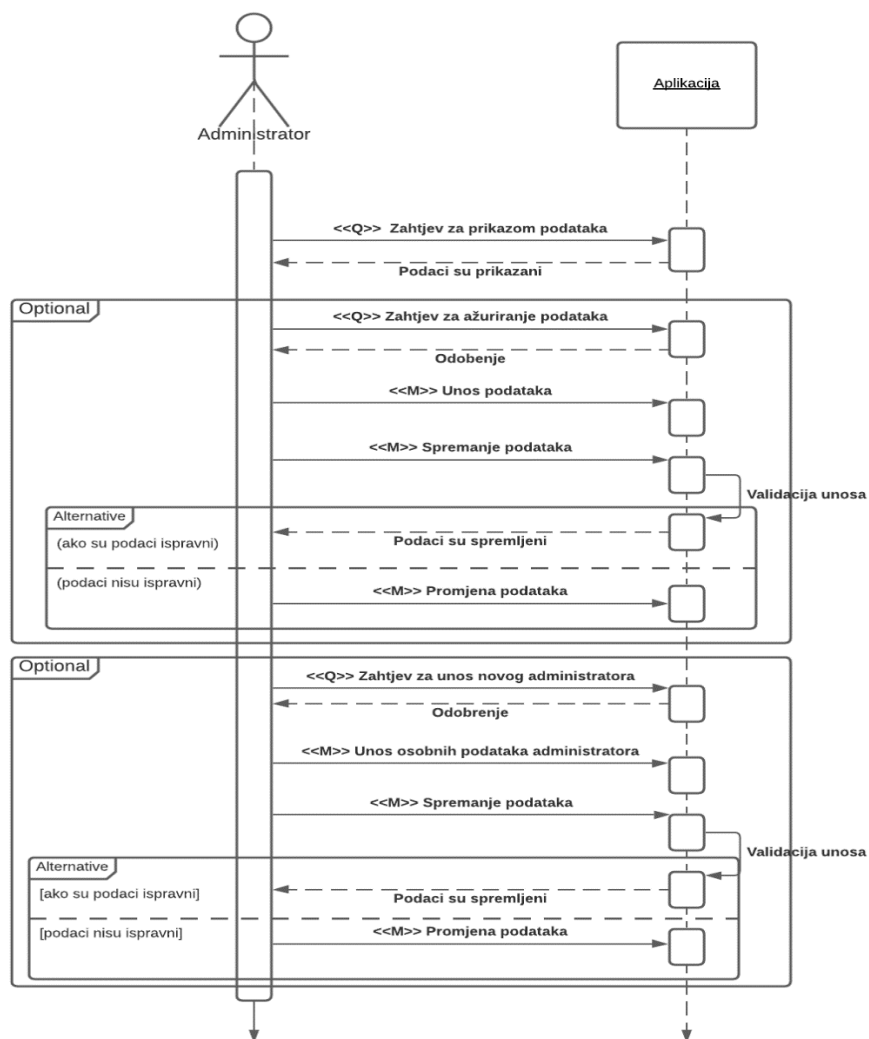 Administrator
Aplikacija
<<Q>> Zahtjev za prikazom podataka
Podaci su prikazani
Optional
<<Q>> Zahtjev za ažuriranje podataka
Odobenje
<<M>> Unos podataka
<<M>> Spremanje podataka
Validacija unosa
Alternative
(ako su podaci ispravni)
Podaci su spremljeni
(podaci nisu ispravni)
<<M>> Promjena podataka
Optional
<<Q>> Zahtjev za unos novog administratora
Odobrenje
<<M>> Unos osobnih podataka administratora
<<M>> Spremanje podataka
Validacija unosa
Alternative
[ako su podaci ispravni]
Podaci su spremljeni
[podaci nisu ispravni]
<<M>> Promjena podataka